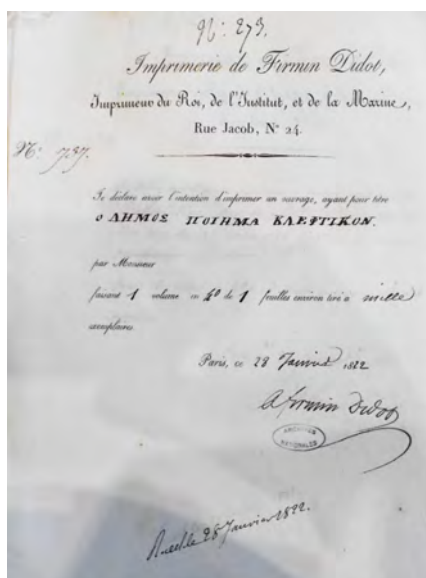 N.° 273.
Imprimerie de Firmin Didot,
Imprimeur du Roi, de l'Institut, et de la Marine,
Rue Jacob, N° 24.
N.° 737.
Je déclare avoir l'intention d'imprimer un ouvrage, ayant pour titre
Ο ΔΗΜΟΣ ΠΟΙΗΜΑ ΚΛΕΦΤΙΚΟΝ.
par Monsieur
faisant 1 volume in 4° de 1 feuilles environ tiré à mille
exemplaires
Paris, ce 28 Janvier 1822
A firmin Didot
ARCHIVES
NATIONALES
le 28 Janvier 1822.